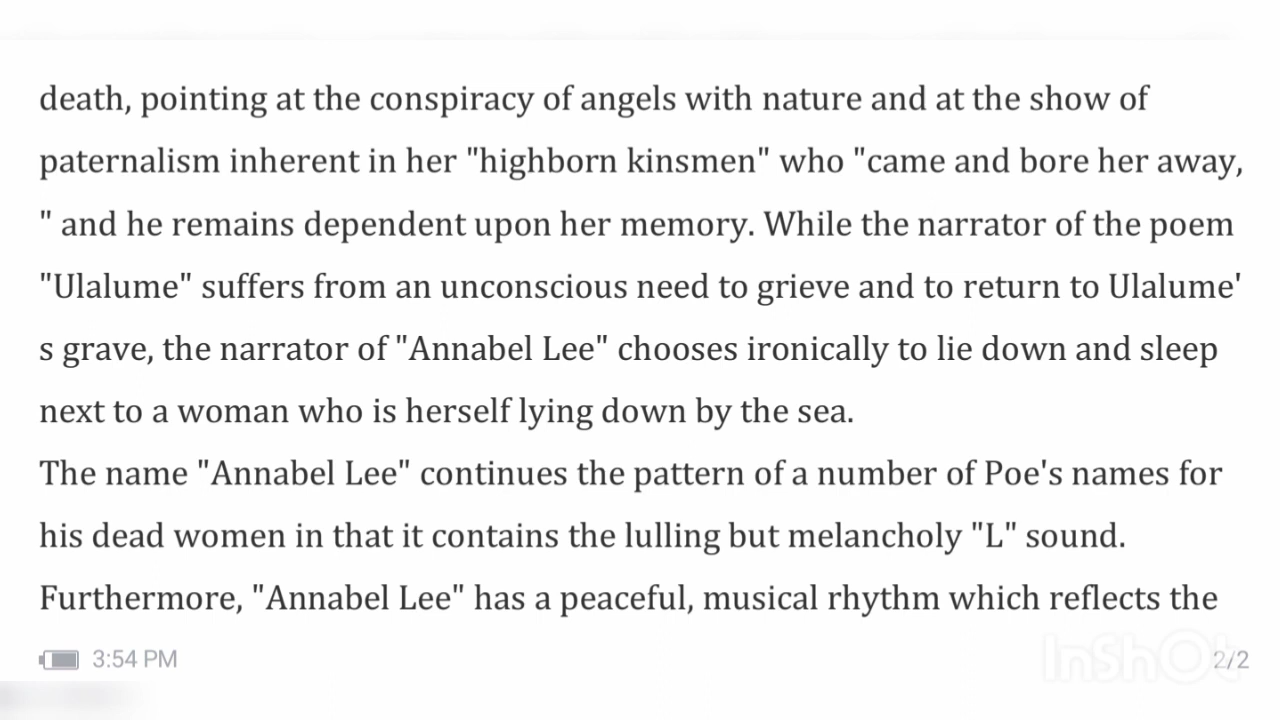 death, pointing at the conspiracy of angels with nature and at the show of
paternalism inherent in her "highborn kinsmen" who "came and bore her away,
" and he remains dependent upon her memory. While the narrator of the poem
"Ulalume" suffers from an unconscious need to grieve and to return to Ulalume'
s grave, the narrator of "Annabel Lee" chooses ironically to lie down and sleep
next to a woman who is herself lying down by the sea.
The name "Annabel Lee" continues the pattern of a number of Poe's names for
his dead women in that it contains the lulling but melancholy "L" sound.
Furthermore, "Annabel Lee" has a peaceful, musical rhythm which reflects the
3:54 PM
InShOt
2/2